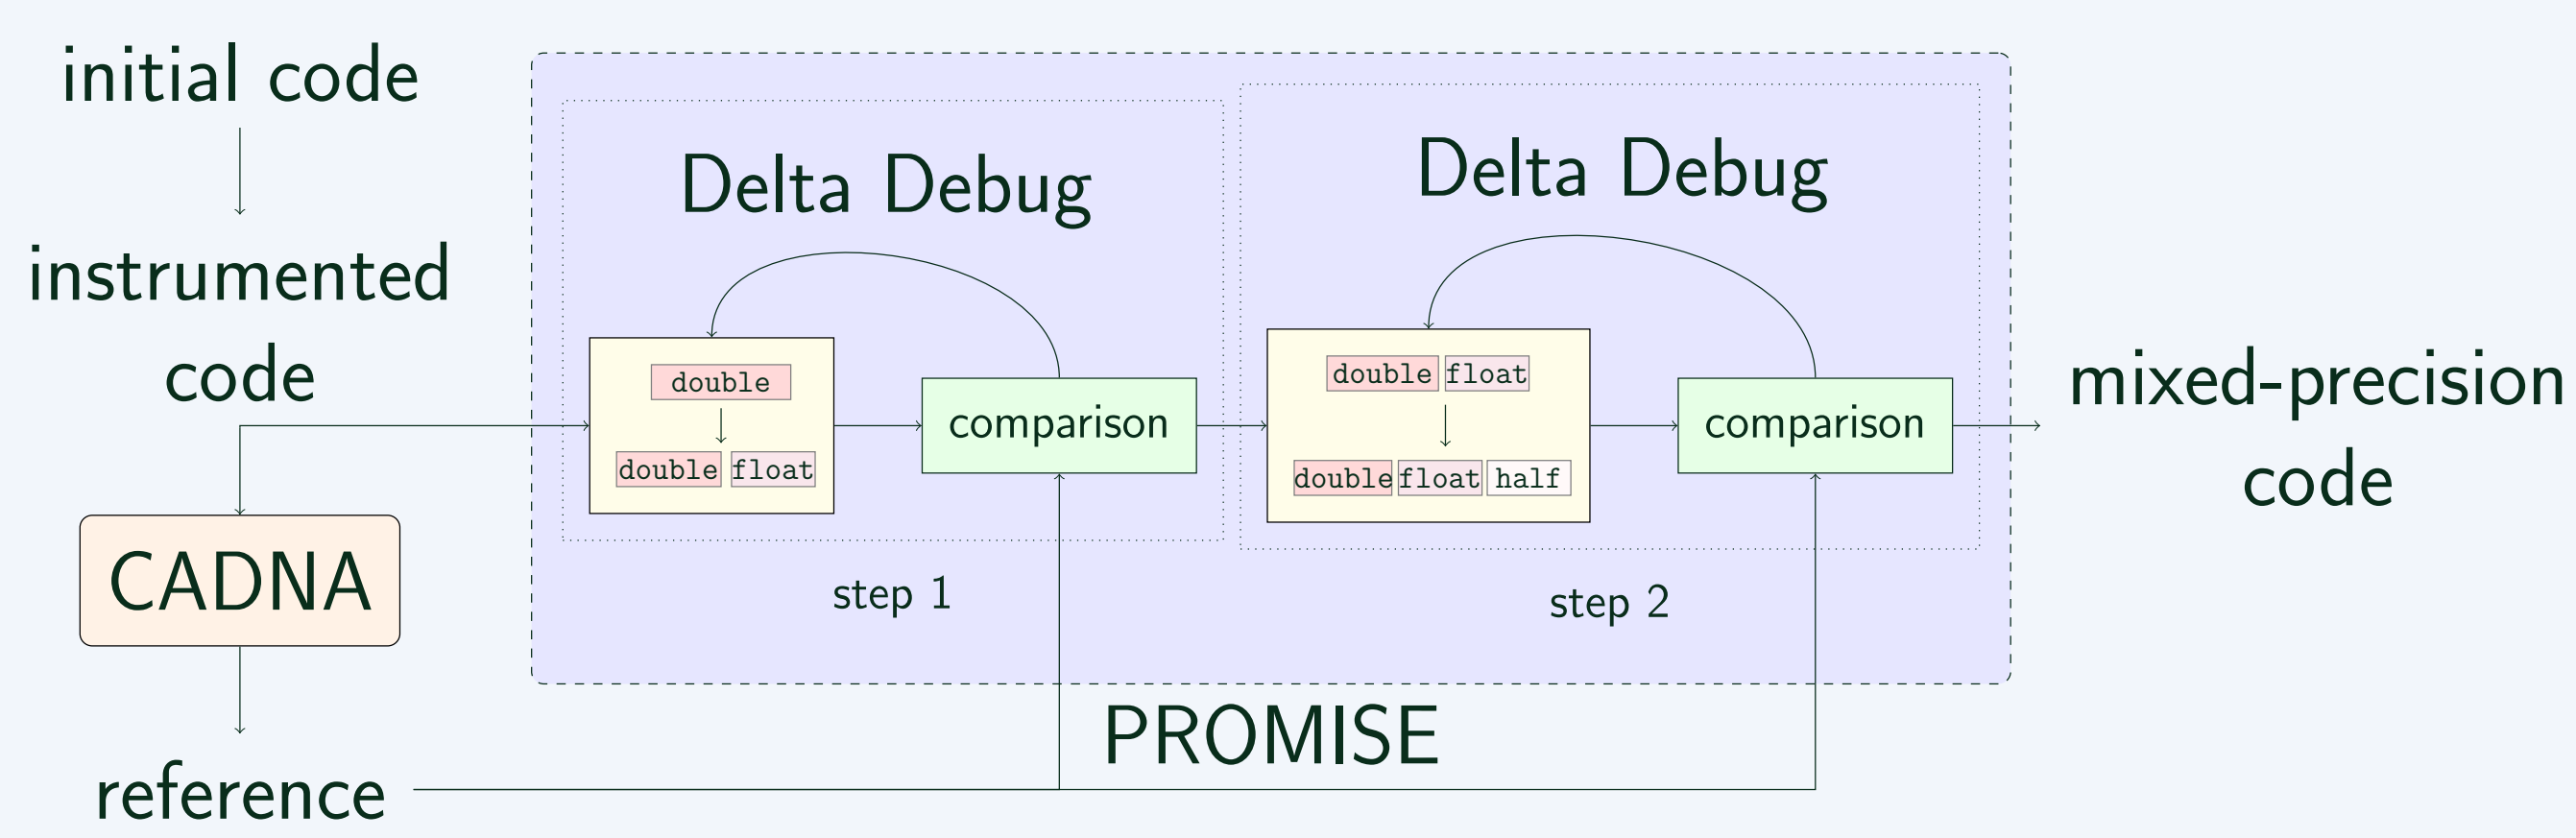 initial code
instrumented
code
CADNA
reference
Delta Debug
double
double float
comparison
step 1
Delta Debug
double float
double float half
comparison
step 2
PROMISE
mixed-precision
code